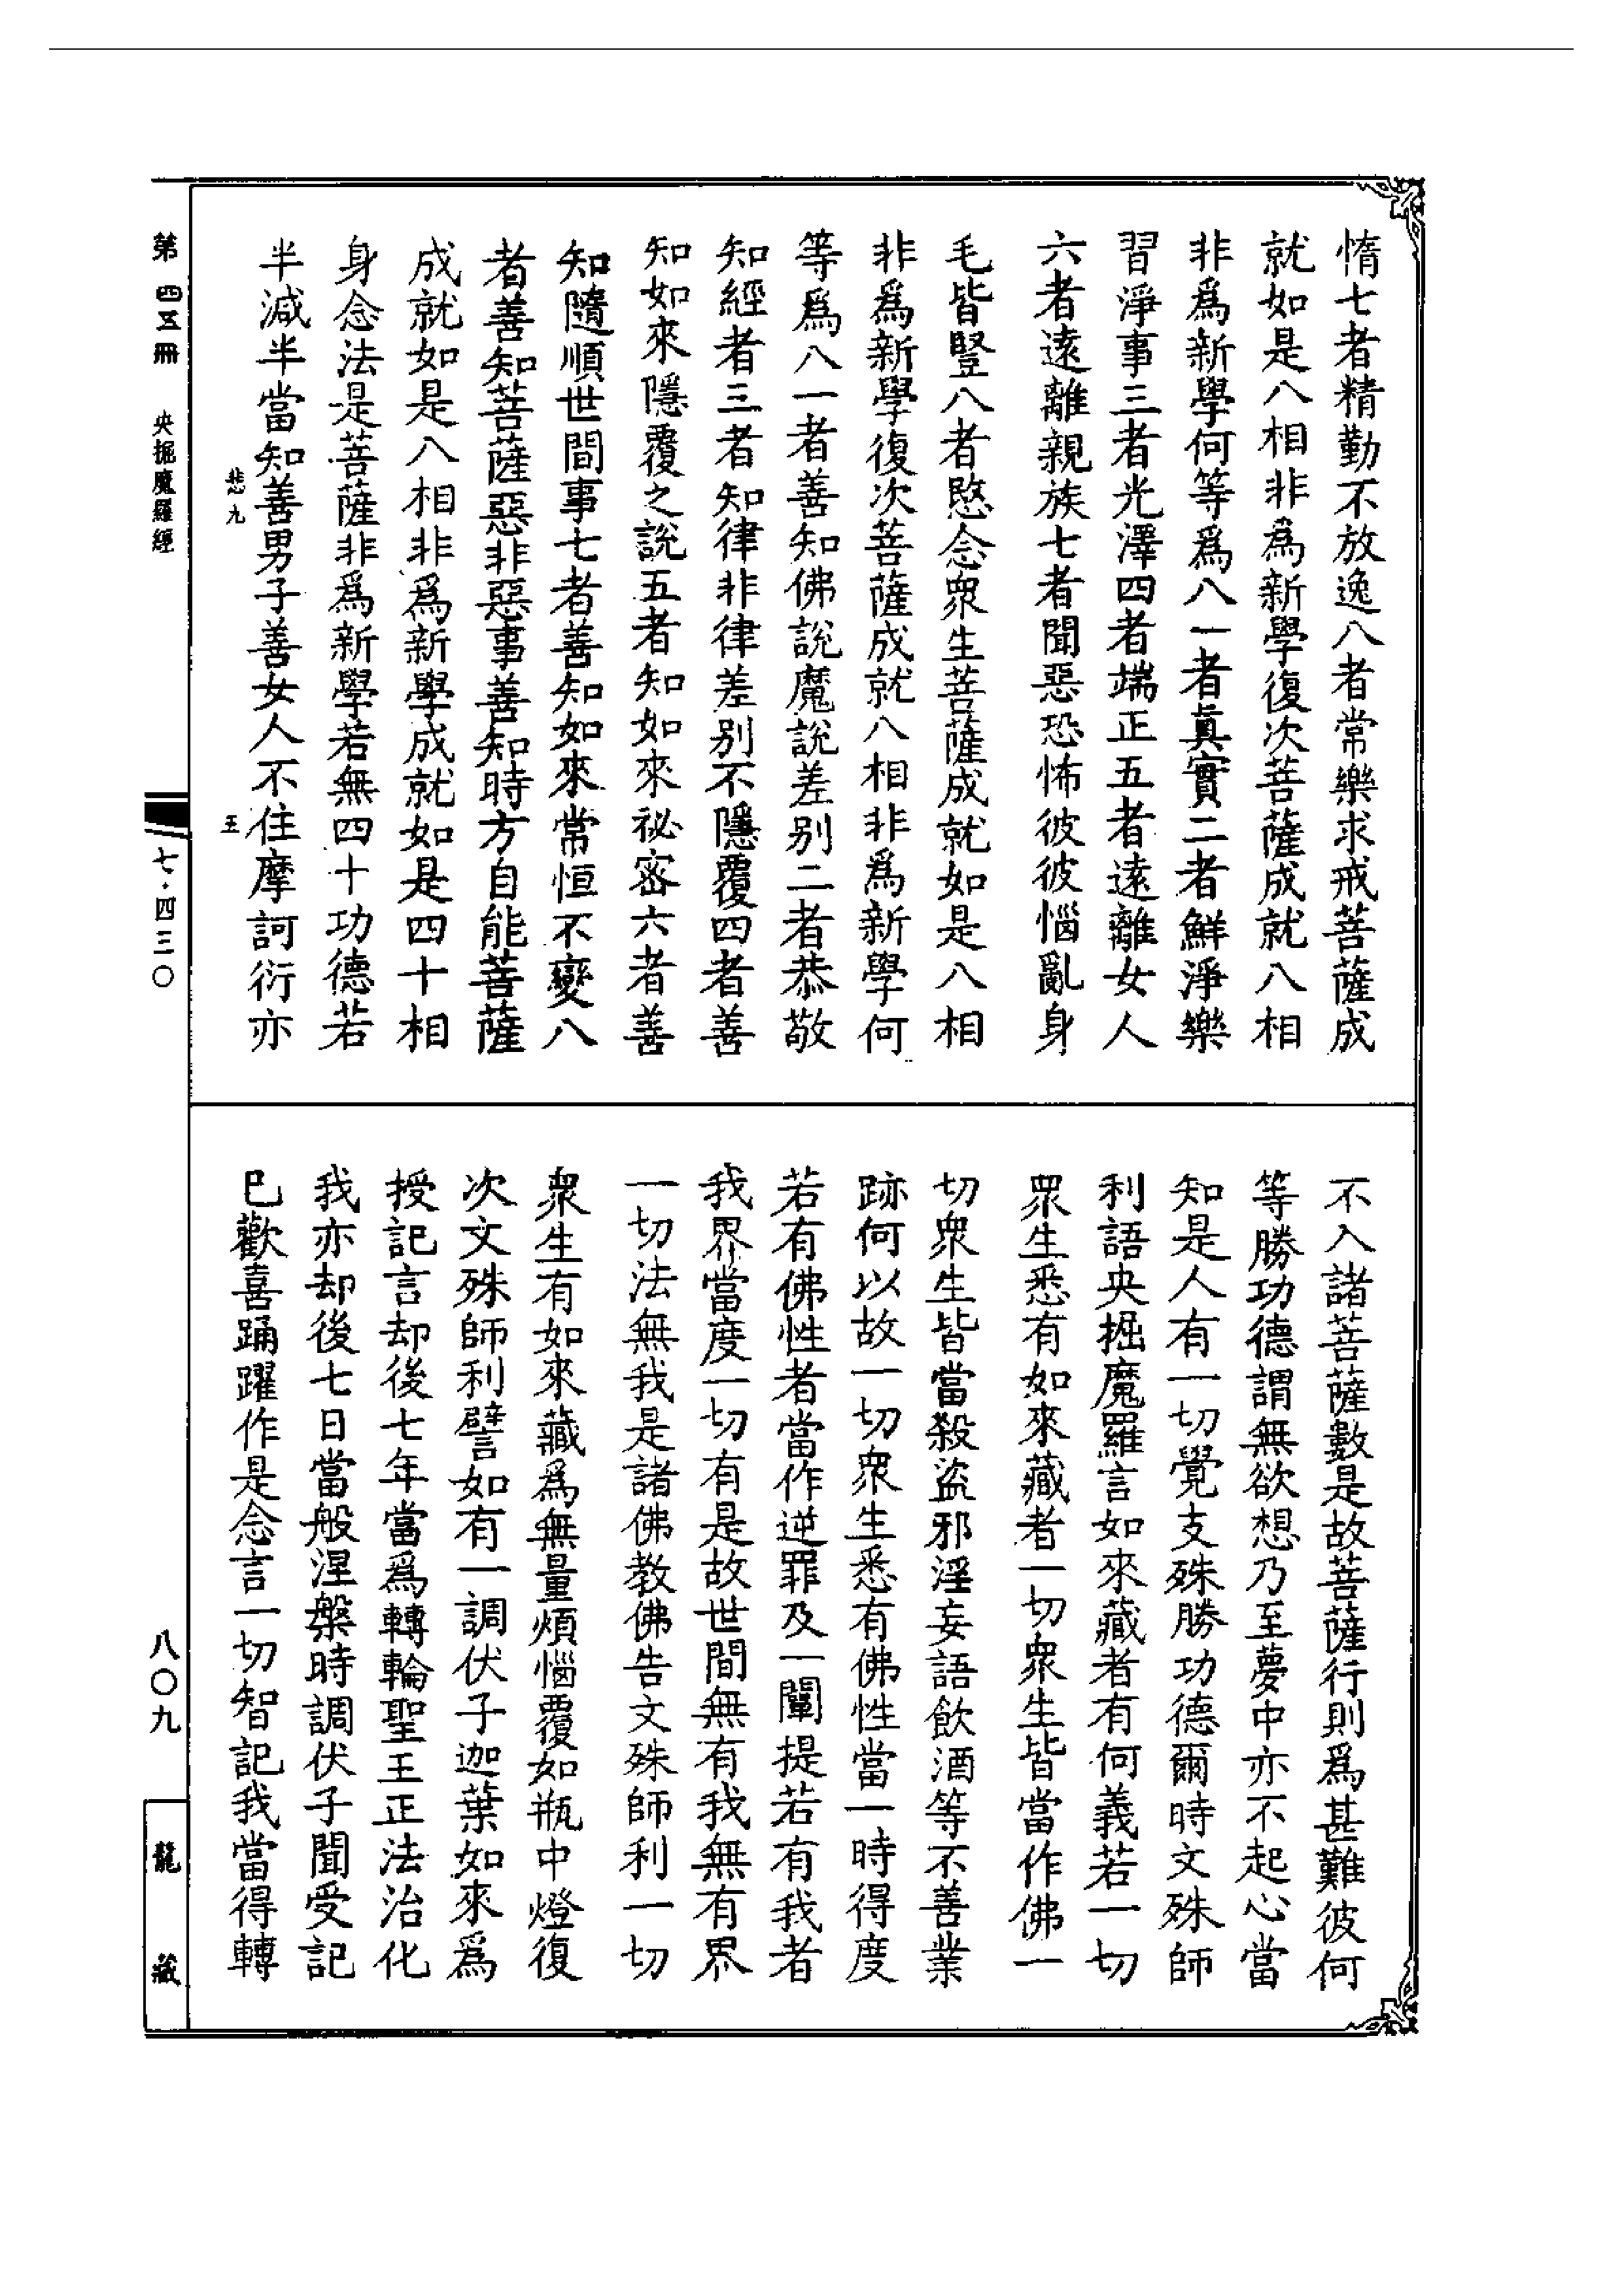 惰七者精勤不放逸八者常樂求戒菩薩成
就如是八相非為新學復次菩薩成就八相
非爲新學何等爲八一者真實二者鮮淨樂
習淨事三者光澤四者端正五者遠離女人
六者遠離親族七者聞惡恐怖彼彼惱亂身
毛皆豎八者愍念衆生菩薩成就如是八相
非爲新學復次菩薩成就八相非爲新學何
等爲八一者善知佛說魔說差別二者恭敬
知經者三者知律非律差別不隱覆四者善
知如來隱覆之說五者知如來祕密六者善
知隨順世間事七者善知如來常恒不變八
者善知菩薩惡非惡事善知時方自能菩薩
成就如是八相非爲新學成就如是四十相
身念法是菩薩非爲新學若無四十功德若
半減半當知善男子善女人不住摩訶衍亦
不入諸菩薩數是故菩薩行則爲甚難彼何
等勝功德謂無欲想乃至夢中亦不起心當
知是人有一切覺支殊勝功德爾時文殊師
利語央掘魔羅言如來藏者有何義若一切
眾生悉有如來藏者一切衆生皆當作佛一
切衆生皆當殺盜邪淫妄語飲酒等不善業
跡何以故一切衆生悉有佛性當一時得度
若有佛性者當作逆罪及一闡提若有我者
我界當度一切有是故世間無有我無有界
一切法無我是諸佛教佛告文殊師利一切
衆生有如來藏爲無量煩惱覆如瓶中燈復
次文殊師利譬如有一調伏子迦葉如來爲
授記言却後七年當爲轉輪聖王正法治化
我亦却後七日當般涅槃時調伏子聞受記
已歡喜踊躍作是念言一切智記我當得轉
悲九
王
第四五冊
央掘魔羅經
七·四三〇
八〇九
龍藏